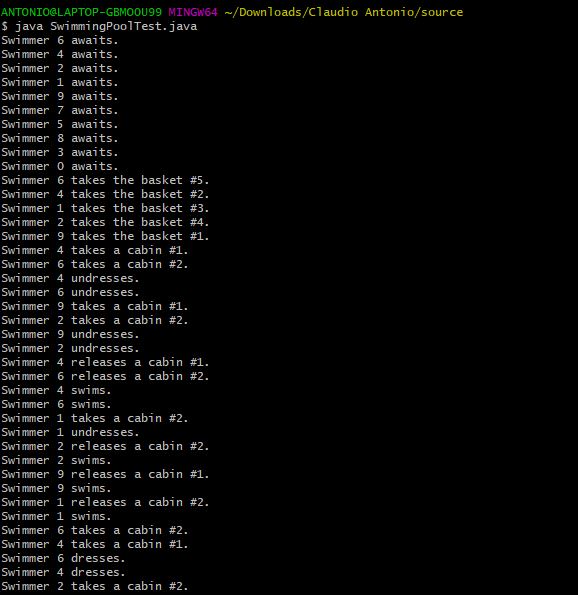 ANTONIO@LAPTOP-GBMOOU99 MINGW64 ~/Downloads/Claudio Antonio/source
$ java SwimmingPoolTest.java
Swimmer 6 awaits.
Swimmer 4 awaits.
Swimmer 2 awaits.
Swimmer 1 awaits.
Swimmer 9 awaits.
Swimmer 7 awaits.
Swimmer 5 awaits.
Swimmer 8 awaits.
Swimmer 3 awaits.
Swimmer 0 awaits.
Swimmer 6 takes the basket #5.
Swimmer 4 takes the basket #2.
Swimmer 1 takes the basket #3.
Swimmer 2 takes the basket #4.
Swimmer 9 takes the basket #1.
Swimmer 4 takes a cabin #1.
Swimmer 6 takes a cabin #2.
Swimmer 4 undresses.
Swimmer 6 undresses.
Swimmer 9 takes a cabin #1.
Swimmer 2 takes a cabin #2.
Swimmer 9 undresses.
Swimmer 2 undresses.
Swimmer 4 releases a cabin #1.
Swimmer 6 releases a cabin #2.
Swimmer 4 swims.
Swimmer 6 swims.
Swimmer 1 takes a cabin #2.
Swimmer 1 undresses.
Swimmer 2 releases a cabin #2.
Swimmer 2 swims.
Swimmer 9 releases a cabin #1.
Swimmer 9 swims.
Swimmer 1 releases a cabin #2.
Swimmer 1 swims.
Swimmer 6 takes a cabin #2.
Swimmer 4 takes a cabin #1.
Swimmer 6 dresses.
Swimmer 4 dresses.
Swimmer 2 takes a cabin #2.